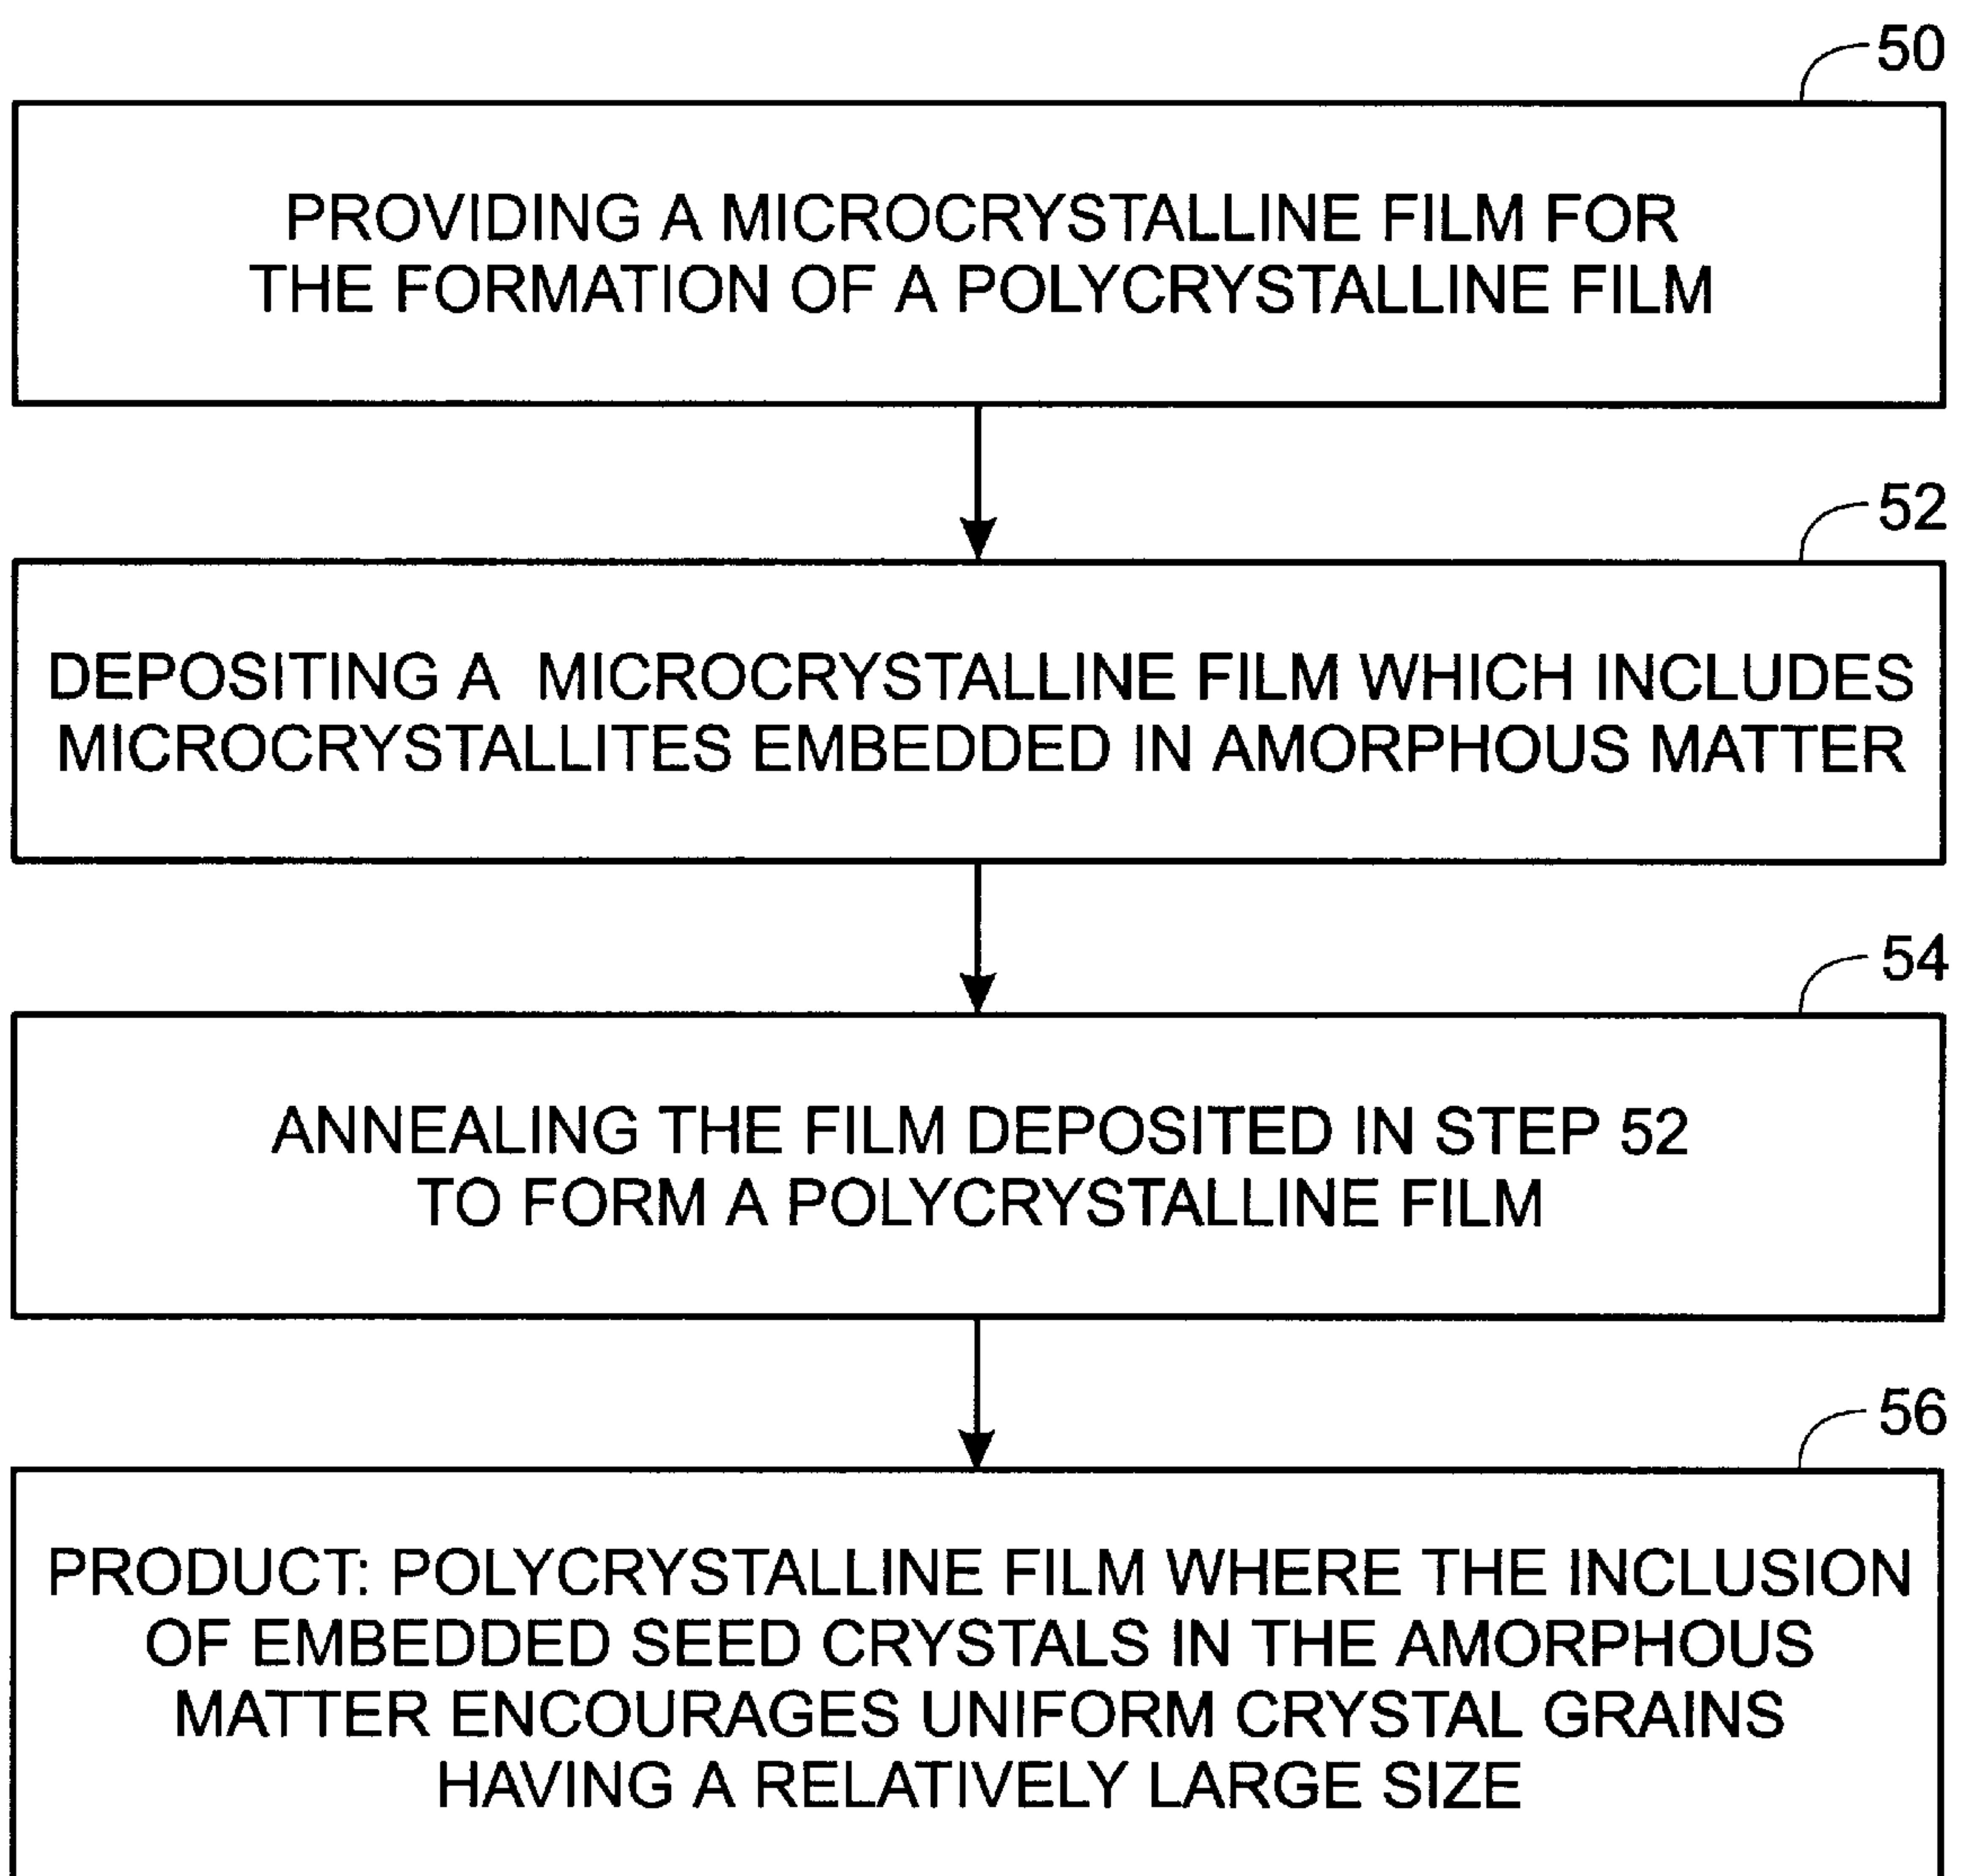 50
PROVIDING A MICROCRYSTALLINE FILM FOR
THE FORMATION OF A POLYCRYSTALLINE FILM
52
DEPOSITING A MICROCRYSTALLINE FILM WHICH INCLUDES
MICROCRYSTALLITES EMBEDDED IN AMORPHOUS MATTER
54
ANNEALING THE FILM DEPOSITED IN STEP 52
TO FORM A POLYCRYSTALLINE FILM
56
PRODUCT: POLYCRYSTALLINE FILM WHERE THE INCLUSION
OF EMBEDDED SEED CRYSTALS IN THE AMORPHOUS
MATTER ENCOURAGES UNIFORM CRYSTAL GRAINS
HAVING A RELATIVELY LARGE SIZE